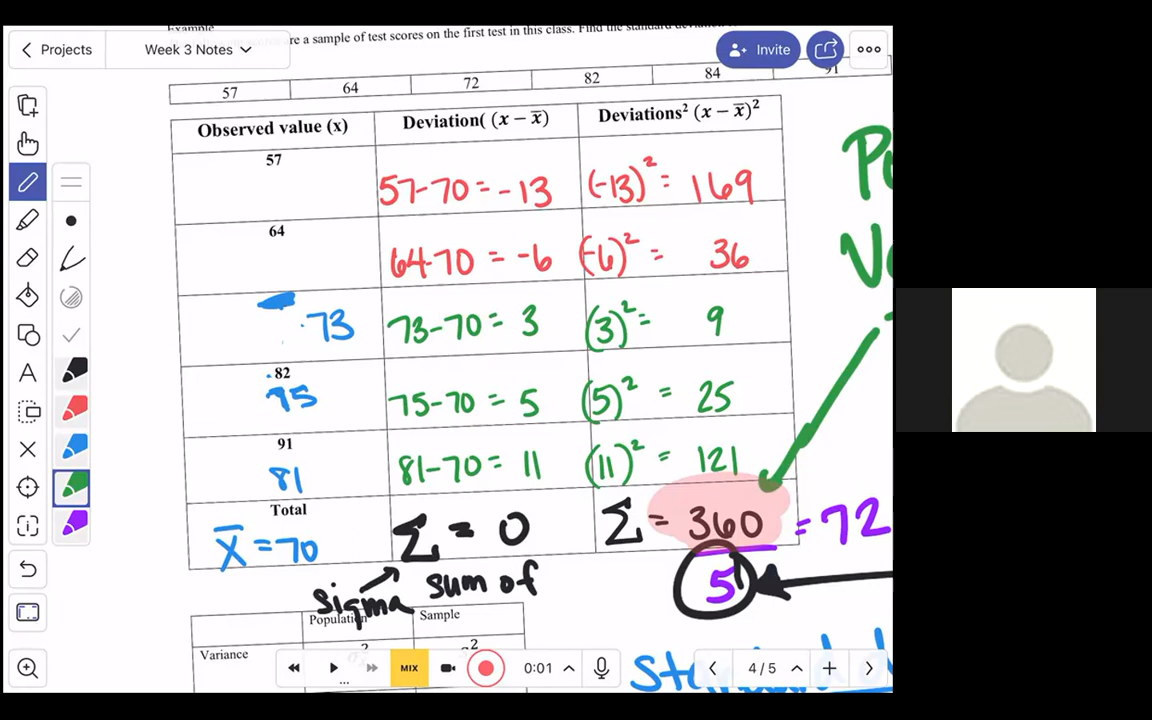 Example
are a sample of test scores on the first test in this class. Find the standard deviation
Projects
Week 3 Notes
Invite
57 64 72 82 84 91
Observed value (x) Deviation( (x − x̅) Deviations² (x − x̅)²
57
57-70 = -13 (-13)² = 169
64
64-70 = -6 (-6)² = 36
73 73-70 = 3 (3)² = 9
82
75 75-70 = 5 (5)² = 25
91
81 81-70 = 11 (11)² = 121
Total
X̅ = 70 Σ = 0 Σ = 360 = 72
5
sigma sum of
Population Sample
Variance
MIX
0:01
4/5